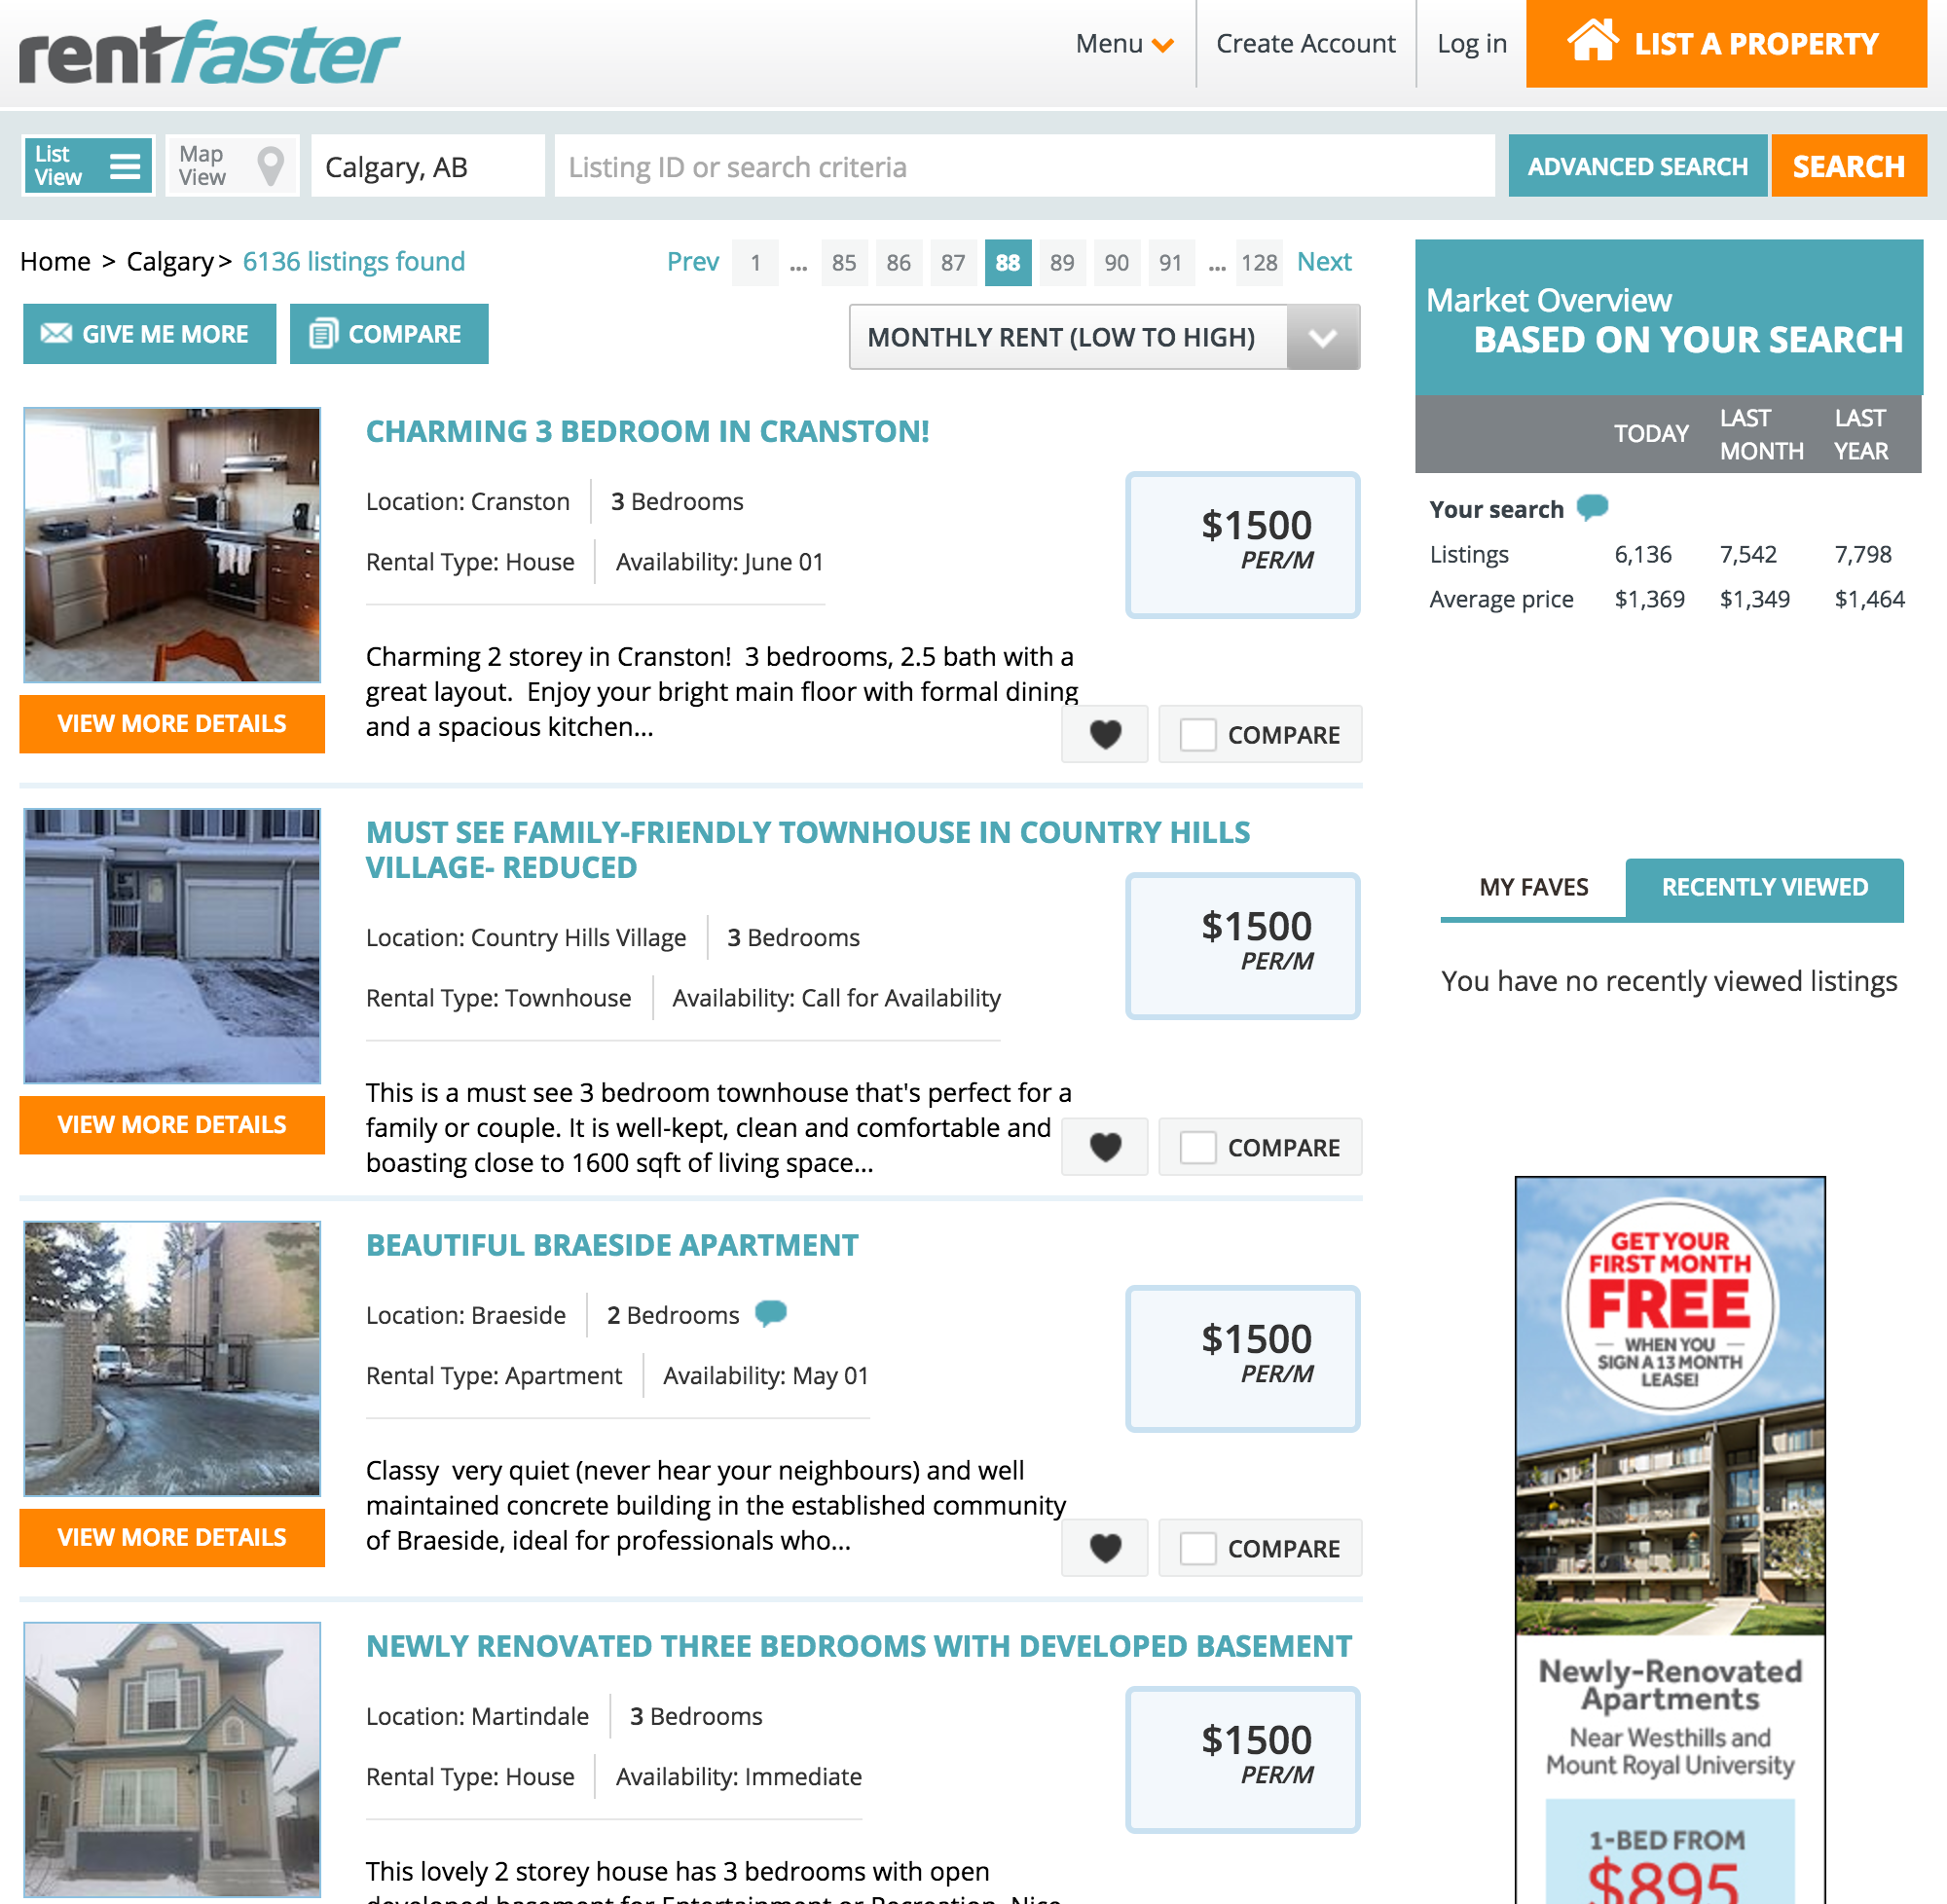 rentfaster
Menu
Create Account
Log in
LIST A PROPERTY
List
View
Map
View
Calgary, AB
Listing ID or search criteria
ADVANCED SEARCH
SEARCH
Home > Calgary > 6136 listings found
Prev 1 ... 85 86 87 88 89 90 91 ... 128 Next
GIVE ME MORE
COMPARE
MONTHLY RENT (LOW TO HIGH)
CHARMING 3 BEDROOM IN CRANSTON!
Location: Cranston
3 Bedrooms
Rental Type: House
Availability: June 01
$1500
PER/M
Charming 2 storey in Cranston!  3 bedrooms, 2.5 bath with a
great layout.  Enjoy your bright main floor with formal dining
and a spacious kitchen...
VIEW MORE DETAILS
COMPARE
MUST SEE FAMILY-FRIENDLY TOWNHOUSE IN COUNTRY HILLS
VILLAGE- REDUCED
Location: Country Hills Village
3 Bedrooms
Rental Type: Townhouse
Availability: Call for Availability
$1500
PER/M
This is a must see 3 bedroom townhouse that's perfect for a
family or couple. It is well-kept, clean and comfortable and
boasting close to 1600 sqft of living space...
VIEW MORE DETAILS
COMPARE
BEAUTIFUL BRAESIDE APARTMENT
Location: Braeside
2 Bedrooms
Rental Type: Apartment
Availability: May 01
$1500
PER/M
Classy  very quiet (never hear your neighbours) and well
maintained concrete building in the established community
of Braeside, ideal for professionals who...
VIEW MORE DETAILS
COMPARE
NEWLY RENOVATED THREE BEDROOMS WITH DEVELOPED BASEMENT
Location: Martindale
3 Bedrooms
Rental Type: House
Availability: Immediate
$1500
PER/M
This lovely 2 storey house has 3 bedrooms with open
developed basement for Entertainment or Recreation. Nice
Market Overview
BASED ON YOUR SEARCH
TODAY
LAST
MONTH
LAST
YEAR
Your search
Listings 6,136 7,542 7,798
Average price $1,369 $1,349 $1,464
MY FAVES
RECENTLY VIEWED
You have no recently viewed listings
GET YOUR
FIRST MONTH
FREE
WHEN YOU
SIGN A 13 MONTH
LEASE!
Newly-Renovated
Apartments
Near Westhills and
Mount Royal University
1-BED FROM
$895